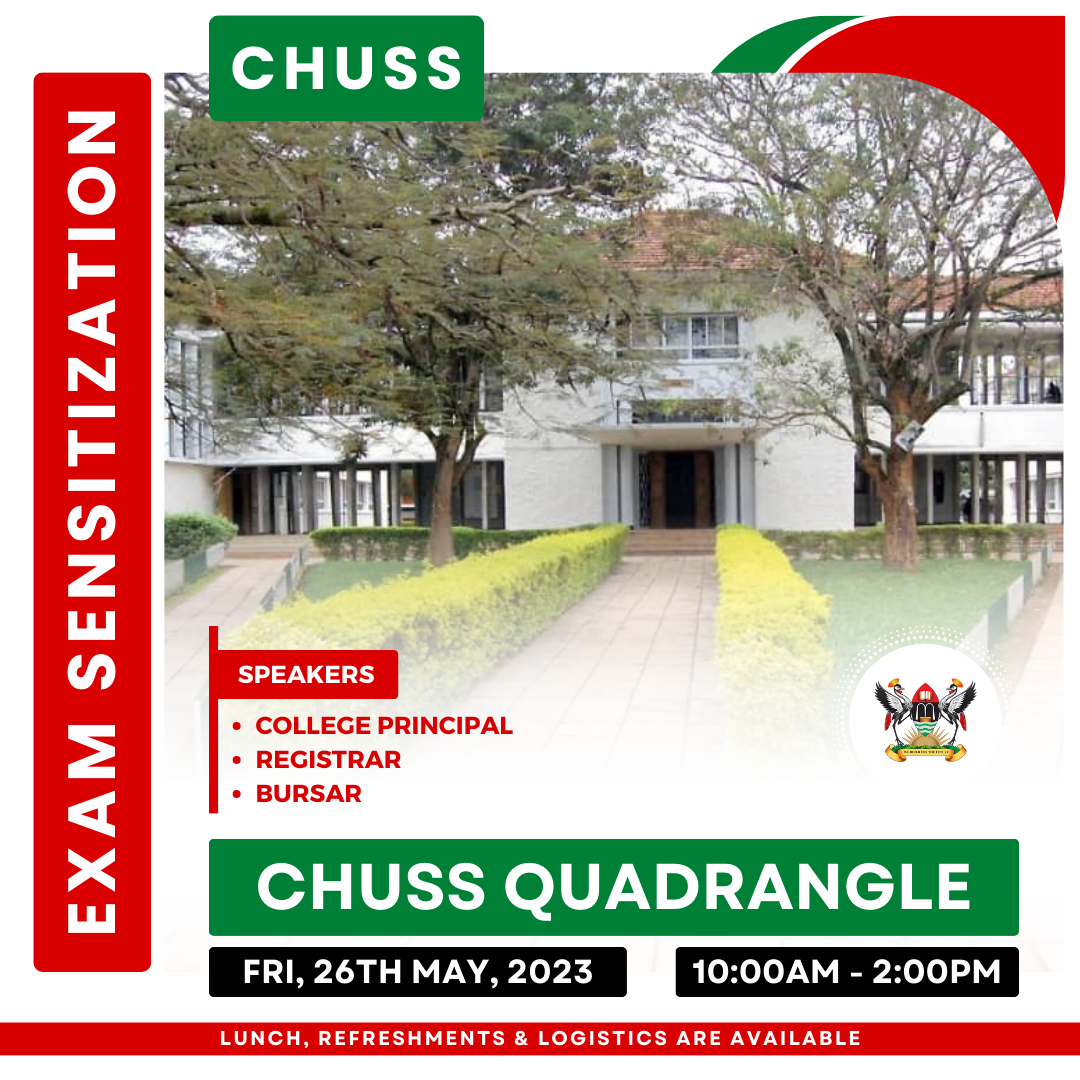 CHUSS
EXAM SENSITIZATION
SPEAKERS
• COLLEGE PRINCIPAL
• REGISTRAR
• BURSAR
CHUSS QUADRANGLE
FRI, 26TH MAY, 2023
10:00AM - 2:00PM
LUNCH, REFRESHMENTS & LOGISTICS ARE AVAILABLE